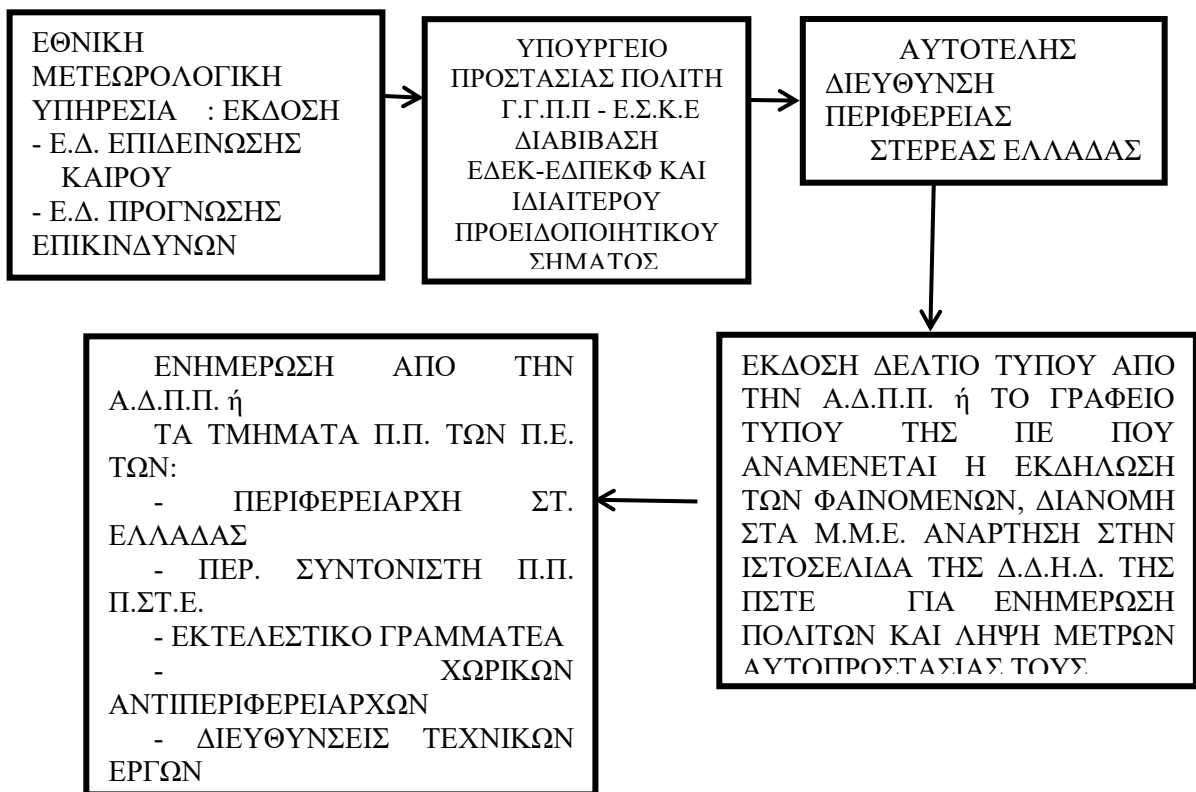 ΕΘΝΙΚΗ
ΜΕΤΕΩΡΟΛΟΓΙΚΗ
ΥΠΗΡΕΣΙΑ : ΕΚΔΟΣΗ
- Ε.Δ. ΕΠΙΔΕΙΝΩΣΗΣ
ΚΑΙΡΟΥ
- Ε.Δ. ΠΡΟΓΝΩΣΗΣ
ΕΠΙΚΙΝΔΥΝΩΝ
ΥΠΟΥΡΓΕΙΟ
ΠΡΟΣΤΑΣΙΑΣ ΠΟΛΙΤΗ
Γ.Γ.Π.Π - Ε.Σ.Κ.Ε
ΔΙΑΒΙΒΑΣΗ
ΕΔΕΚ-ΕΔΠΕΚΦ ΚΑΙ
ΙΔΙΑΙΤΕΡΟΥ
ΠΡΟΕΙΔΟΠΟΙΗΤΙΚΟΥ
ΣΗΜΑΤΟΣ
ΑΥΤΟΤΕΛΗΣ
ΔΙΕΥΘΥΝΣΗ
ΠΕΡΙΦΕΡΕΙΑΣ
ΣΤΕΡΕΑΣ ΕΛΛΑΔΑΣ
ΕΚΔΟΣΗ ΔΕΛΤΙΟ ΤΥΠΟΥ ΑΠΟ
ΤΗΝ Α.Δ.Π.Π. ή ΤΟ ΓΡΑΦΕΙΟ
ΤΥΠΟΥ ΤΗΣ ΠΕ ΠΟΥ
ΑΝΑΜΕΝΕΤΑΙ Η ΕΚΔΗΛΩΣΗ
ΤΩΝ ΦΑΙΝΟΜΕΝΩΝ, ΔΙΑΝΟΜΗ
ΣΤΑ Μ.Μ.Ε. ΑΝΑΡΤΗΣΗ ΣΤΗΝ
ΙΣΤΟΣΕΛΙΔΑ ΤΗΣ Δ.Δ.Η.Δ. ΤΗΣ
ΠΣΤΕ ΓΙΑ ΕΝΗΜΕΡΩΣΗ
ΠΟΛΙΤΩΝ ΚΑΙ ΛΗΨΗ ΜΕΤΡΩΝ
ΑΥΤΟΠΡΟΣΤΑΣΙΑΣ ΤΟΥΣ
ΕΝΗΜΕΡΩΣΗ ΑΠΟ ΤΗΝ
Α.Δ.Π.Π. ή
ΤΑ ΤΜΗΜΑΤΑ Π.Π. ΤΩΝ Π.Ε.
ΤΩΝ:
- ΠΕΡΙΦΕΡΕΙΑΡΧΗ ΣΤ.
ΕΛΛΑΔΑΣ
- ΠΕΡ. ΣΥΝΤΟΝΙΣΤΗ Π.Π.
Π.ΣΤ.Ε.
- ΕΚΤΕΛΕΣΤΙΚΟ ΓΡΑΜΜΑΤΕΑ
- ΧΩΡΙΚΩΝ
ΑΝΤΙΠΕΡΙΦΕΡΕΙΑΡΧΩΝ
- ΔΙΕΥΘΥΝΣΕΙΣ ΤΕΧΝΙΚΩΝ
ΕΡΓΩΝ